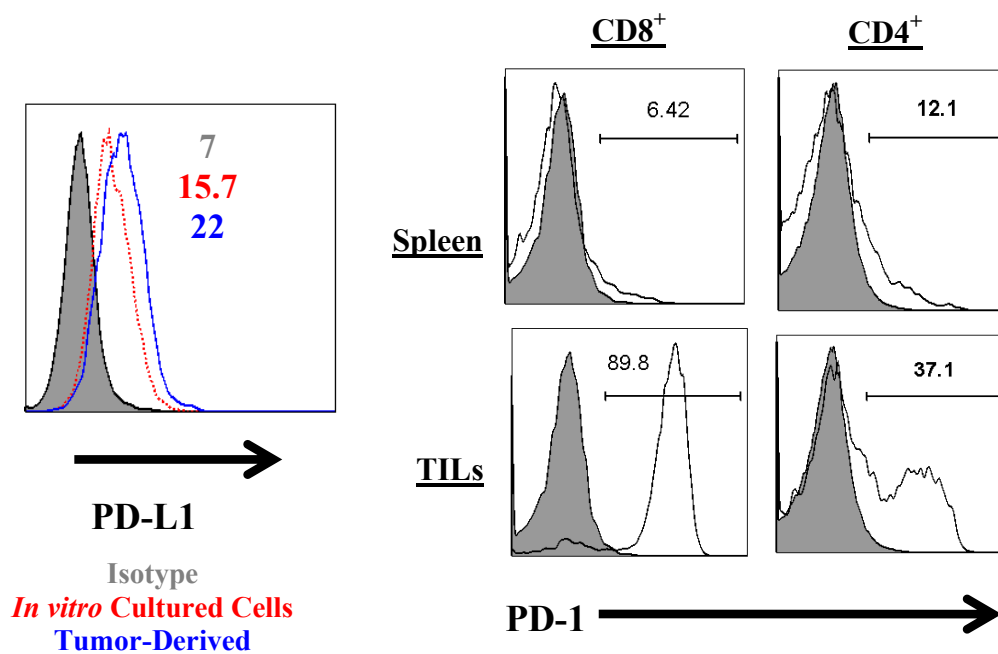 7
15.7
22
PD-L1
Isotype
In vitro Cultured Cells
Tumor-Derived
CD8+
CD4+
Spleen
6.42
12.1
TILs
89.8
37.1
PD-1